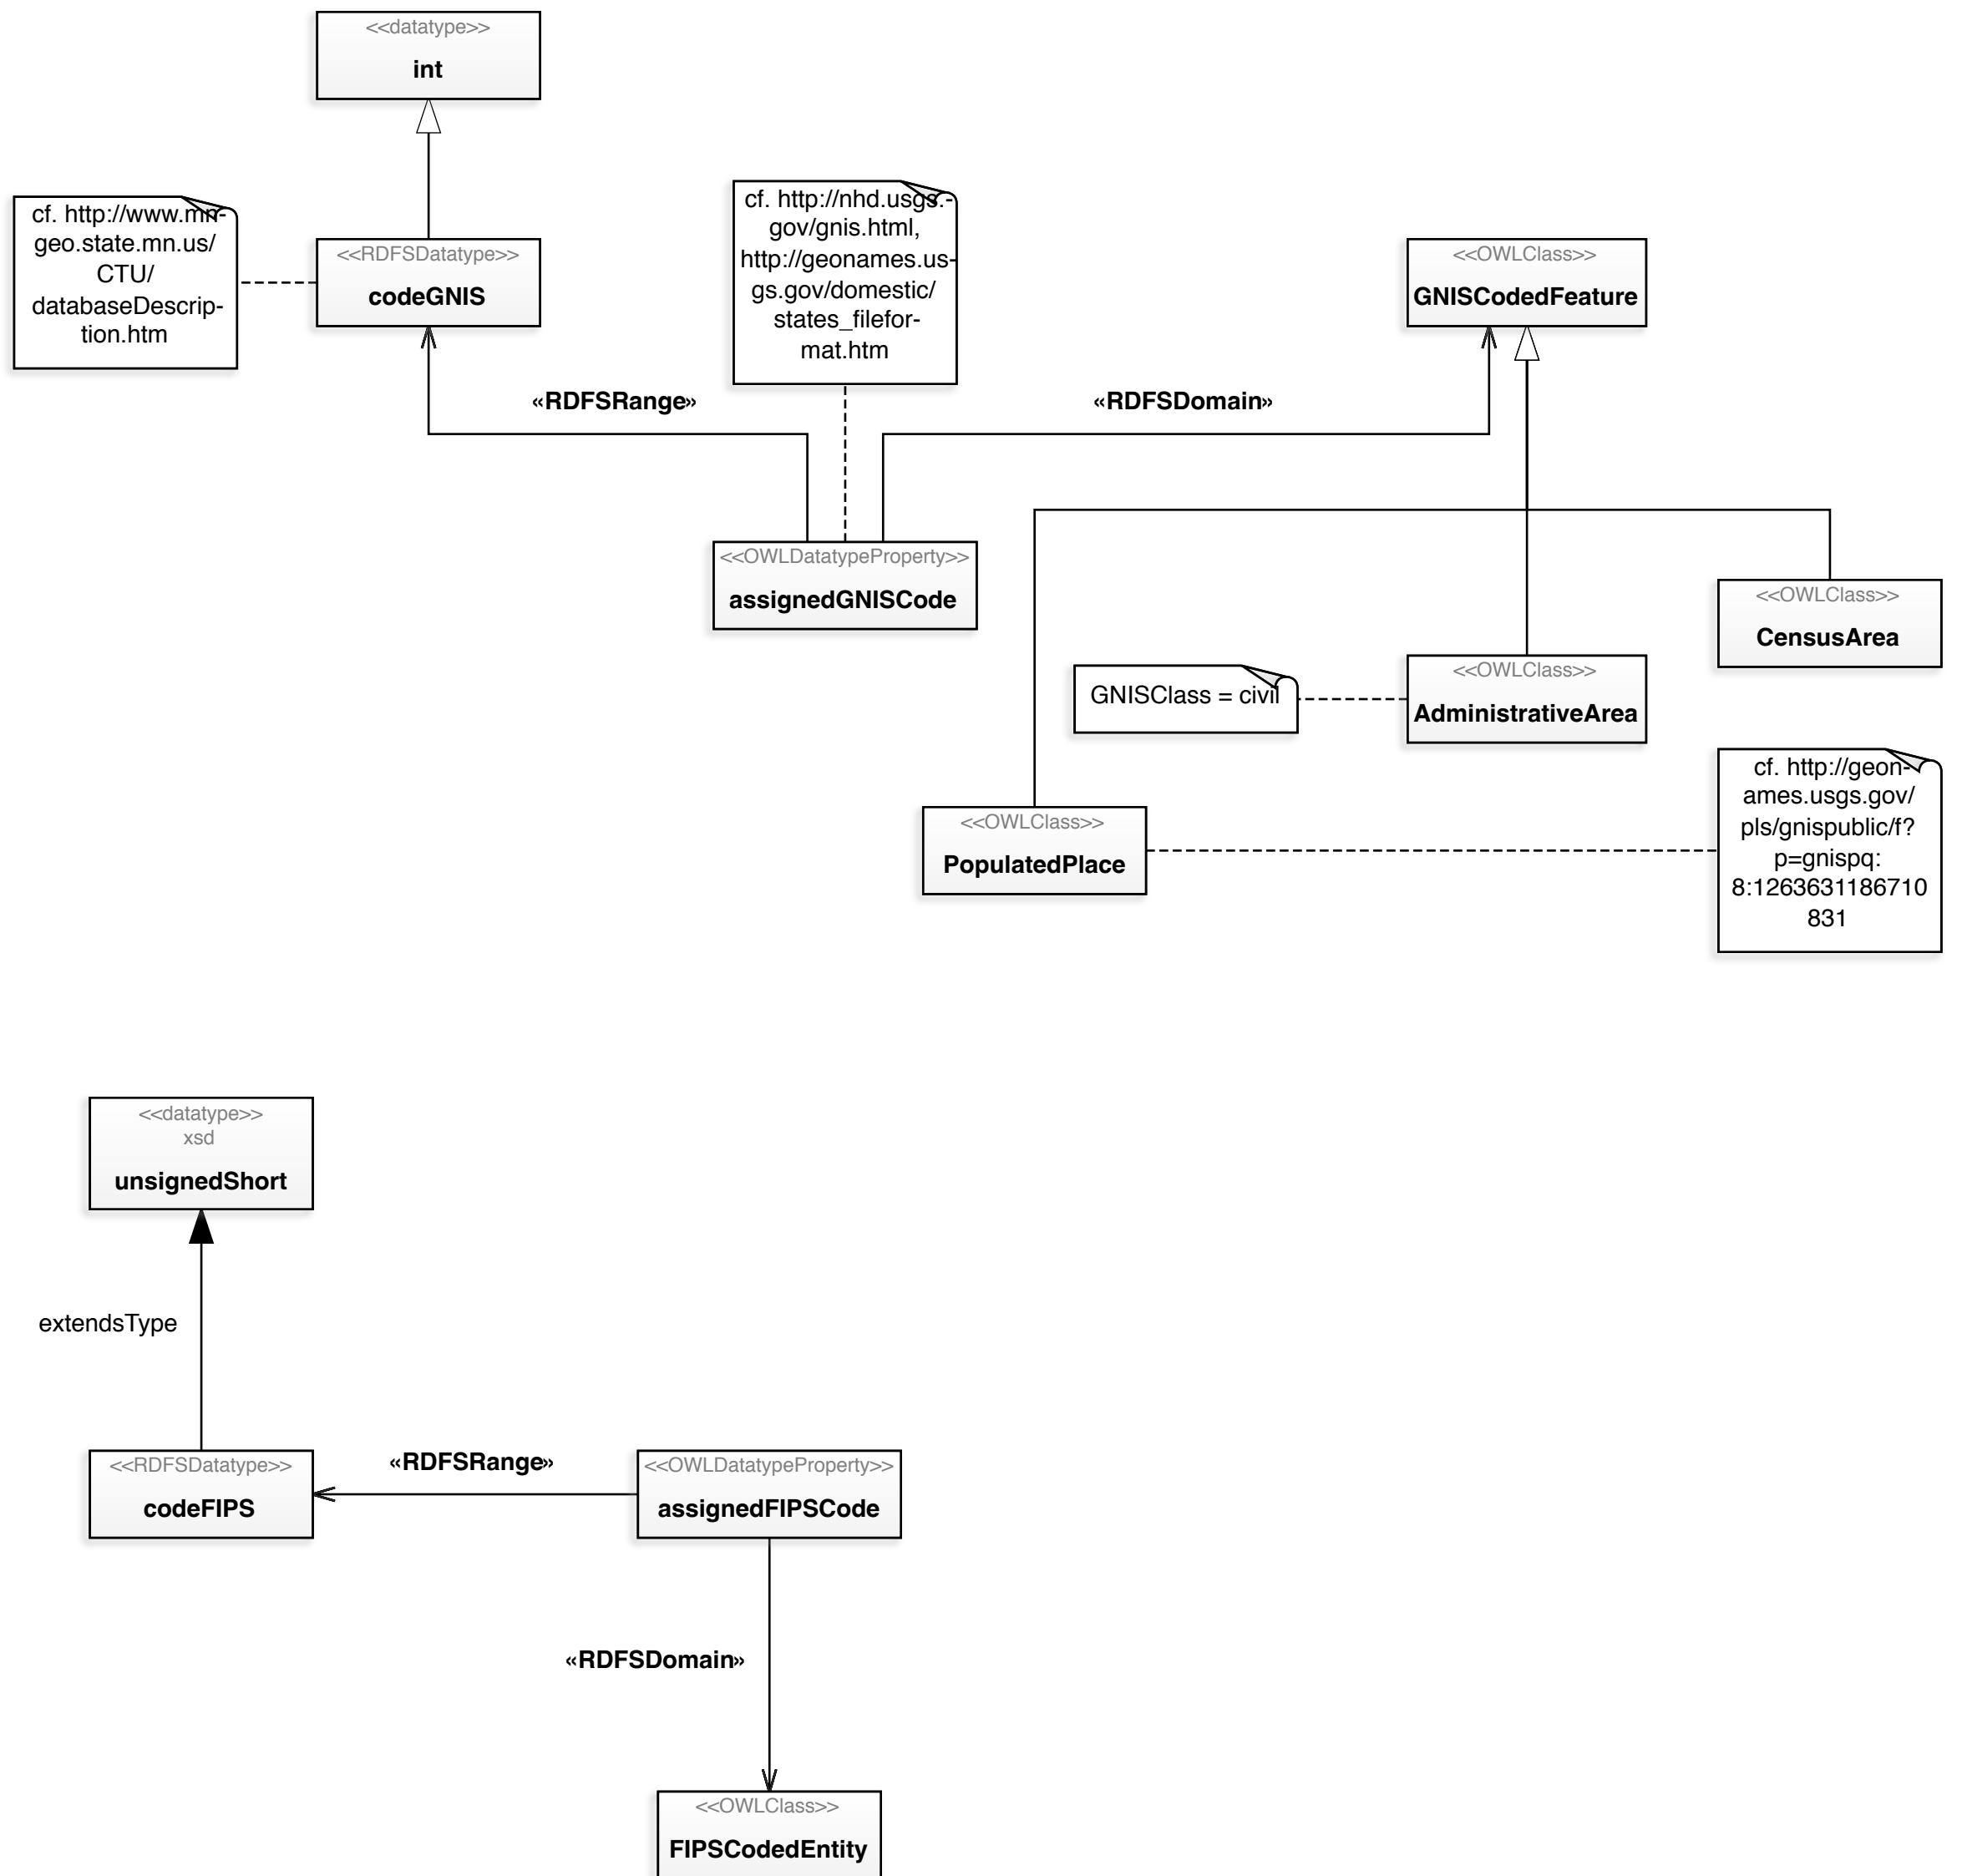 <<datatype>>
int
cf. http://www.mn-
geo.state.mn.us/
CTU/
databaseDescrip-
tion.htm
<<RDFSDatatype>>
codeGNIS
cf. http://nhd.usgs.-
gov/gnis.html,
http://geonames.us-
gs.gov/domestic/
states_filefor-
mat.htm
<<OWLClass>>
GNISCodedFeature
«RDFSRange»
«RDFSDomain»
<<OWLDatatypeProperty>>
assignedGNISCode
<<OWLClass>>
CensusArea
GNISClass = civil
<<OWLClass>>
AdministrativeArea
<<OWLClass>>
PopulatedPlace
cf. http://geon-
ames.usgs.gov/
pls/gnispublic/f?
p=gnispq:
8:1263631186710
831
<<datatype>>
xsd
unsignedShort
extendsType
<<RDFSDatatype>>
codeFIPS
«RDFSRange»
<<OWLDatatypeProperty>>
assignedFIPSCode
«RDFSDomain»
<<OWLClass>>
FIPSCodedEntity